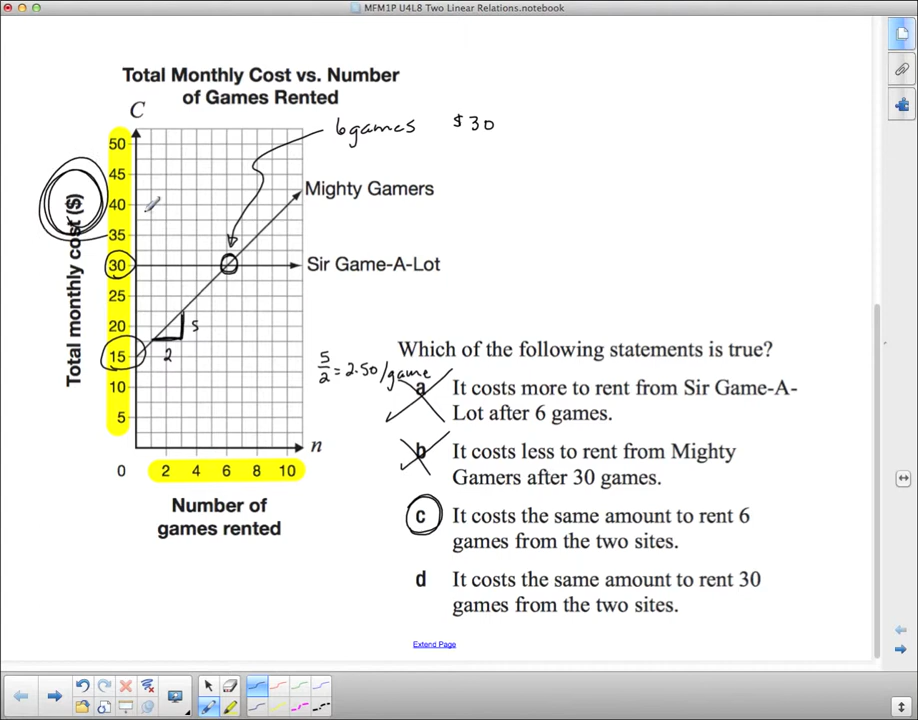 MFM1P U4L8 Two Linear Relations.notebook
Total Monthly Cost vs. Number
of Games Rented
C
6 games $30
50
45
40
35
30
25
20
15
10
5
Total monthly cost ($)
Mighty Gamers
Sir Game-A-Lot
5
2
5/2 = 2.50/game
n
0 2 4 6 8 10
Number of
games rented
Which of the following statements is true?
a It costs more to rent from Sir Game-A-
Lot after 6 games.
b It costs less to rent from Mighty
Gamers after 30 games.
c It costs the same amount to rent 6
games from the two sites.
d It costs the same amount to rent 30
games from the two sites.
Extend Page